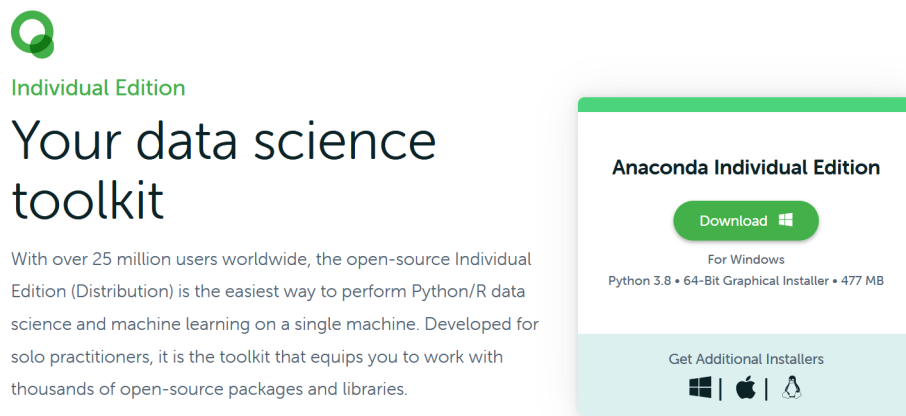 Individual Edition
Your data science
toolkit
With over 25 million users worldwide, the open-source Individual
Edition (Distribution) is the easiest way to perform Python/R data
science and machine learning on a single machine. Developed for
solo practitioners, it is the toolkit that equips you to work with
thousands of open-source packages and libraries.
Anaconda Individual Edition
Download
For Windows
Python 3.8 • 64-Bit Graphical Installer • 477 MB
Get Additional Installers